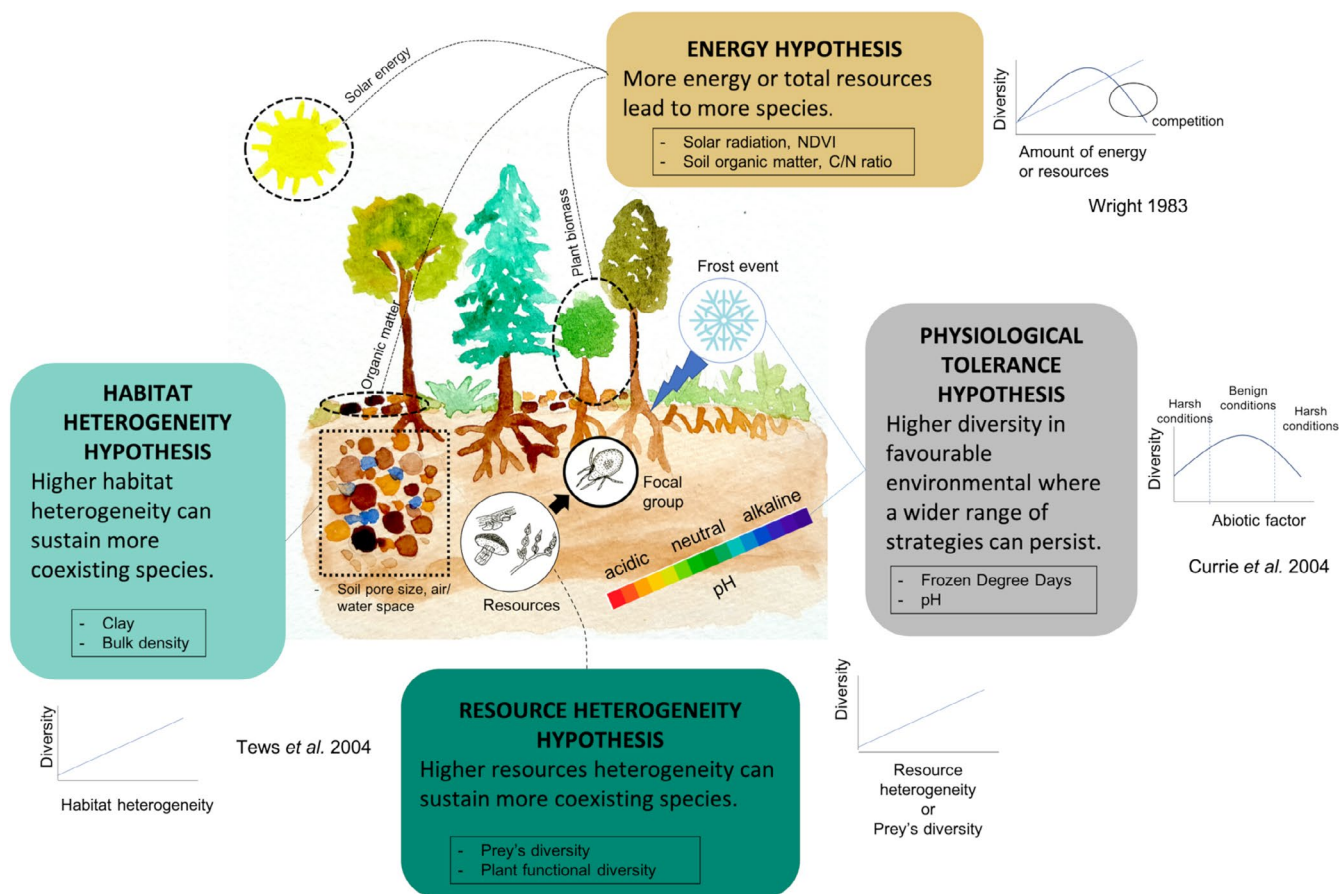 ENERGY HYPOTHESIS
More energy or total resources
lead to more species.
- Solar radiation, NDVI
- Soil organic matter, C/N ratio
Diversity
competition
Amount of energy
or resources
Wright 1983
Solar energy
Organic matter
Plant biomass
Frost event
PHYSIOLOGICAL
TOLERANCE
HYPOTHESIS
Higher diversity in
favourable
environmental where
a wider range of
strategies can persist.
- Frozen Degree Days
- pH
Harsh conditions
Benign
conditions
Harsh
conditions
Diversity
Abiotic factor
Currie et al. 2004
HABITAT
HETEROGENEITY
HYPOTHESIS
Higher habitat
heterogeneity can
sustain more
coexisting species.
- Clay
- Bulk density
- Soil pore size, air/
water space
Resources
Focal
group
acidic neutral alkaline
pH
Diversity
Habitat heterogeneity
Tews et al. 2004
RESOURCE HETEROGENEITY
HYPOTHESIS
Higher resources heterogeneity can
sustain more coexisting species.
- Prey's diversity
- Plant functional diversity
Diversity
Resource
heterogeneity
or
Prey's diversity